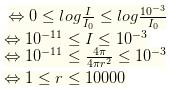 ⇔ 0 ≤ log I/I₀ ≤ log 10⁻³/I₀
⇔ 10⁻¹¹ ≤ I ≤ 10⁻³
⇔ 10⁻¹¹ ≤ 4π/4πr² ≤ 10⁻³
⇔ 1 ≤ r ≤ 10000